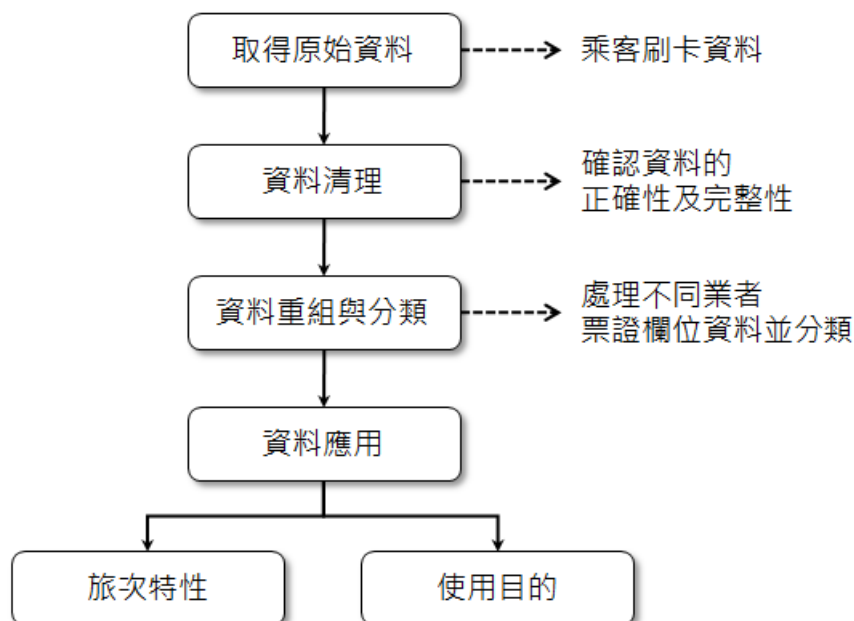 取得原始資料
乘客刷卡資料
資料清理
確認資料的
正確性及完整性
資料重組與分類
處理不同業者
票證欄位資料並分類
資料應用
旅次特性
使用目的